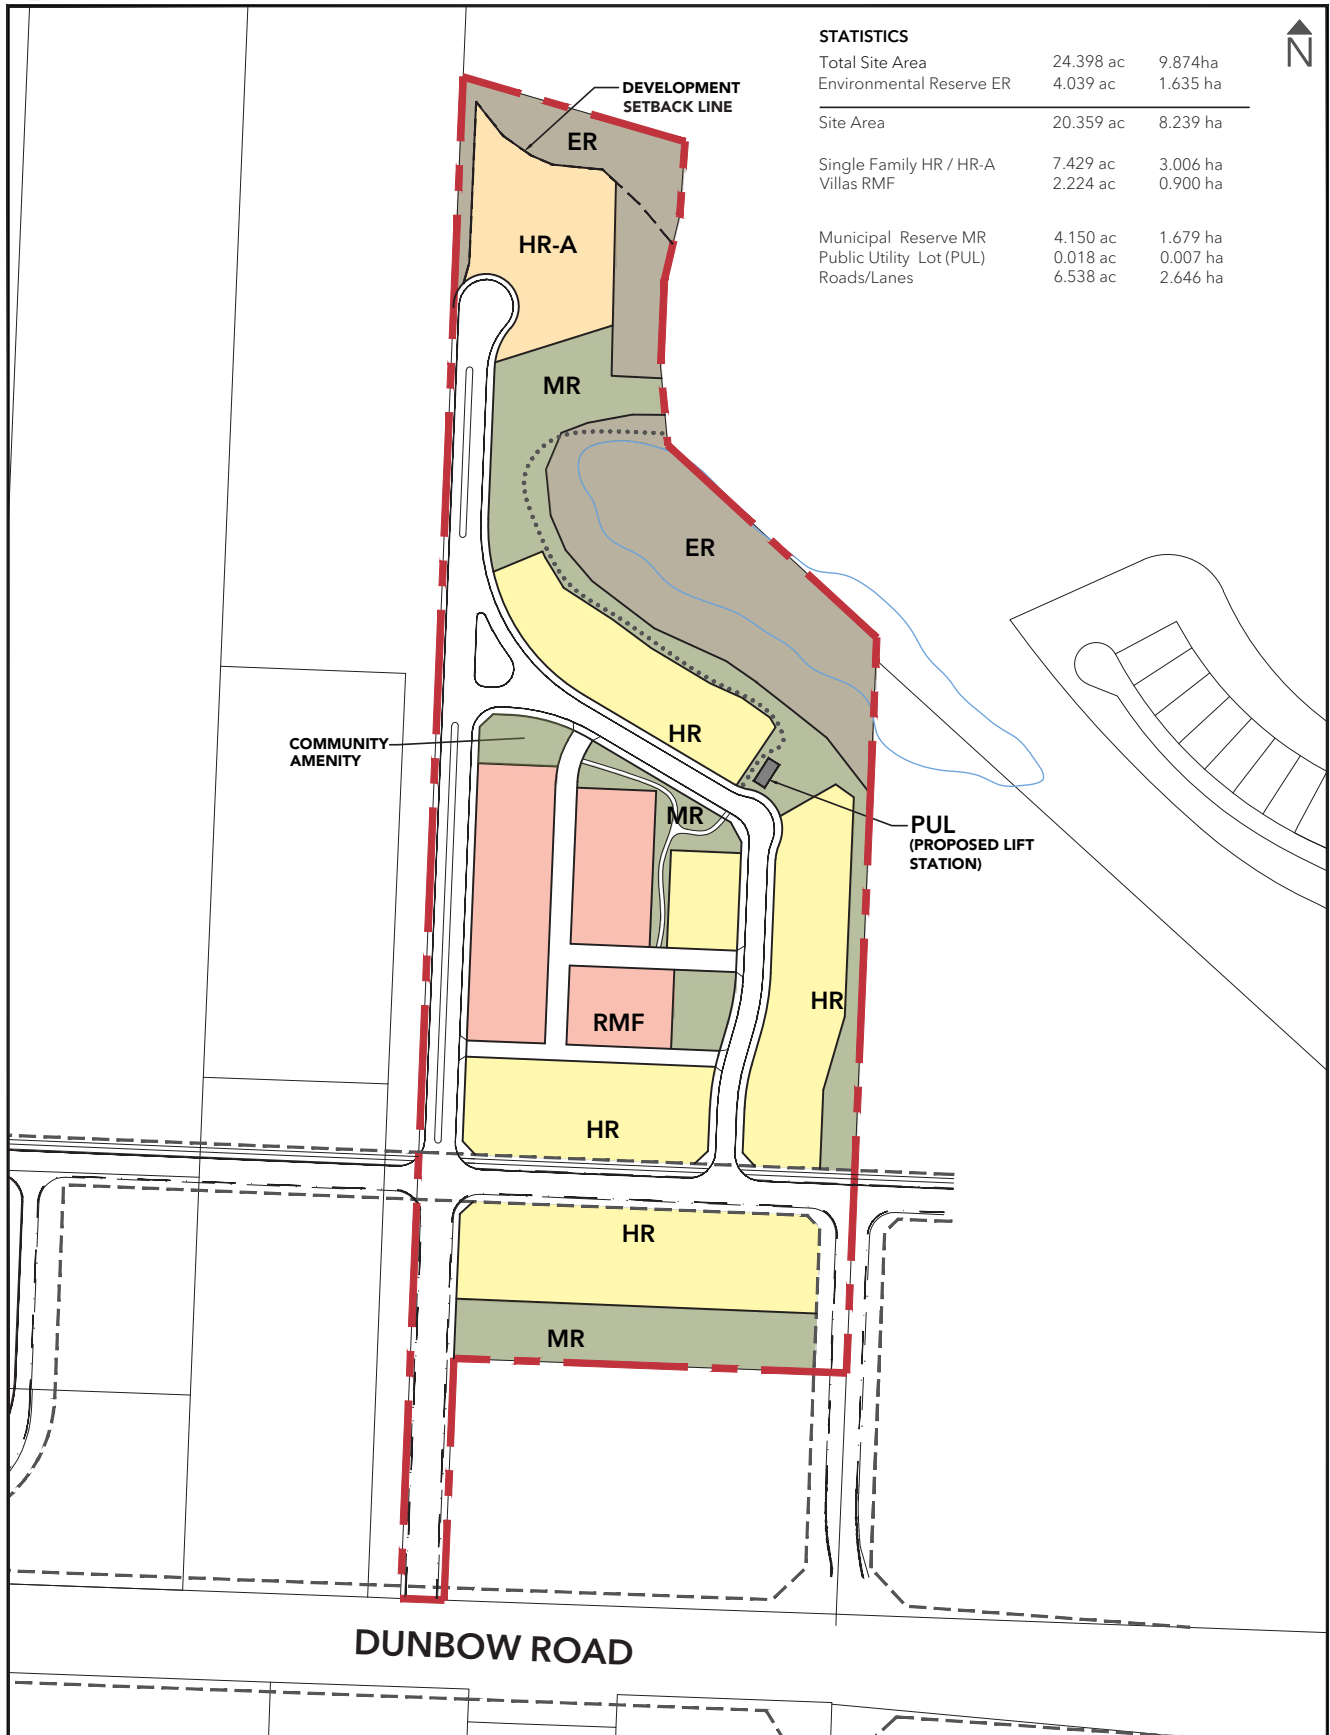 STATISTICS
Total Site Area 24.398 ac 9.874ha
Environmental Reserve ER 4.039 ac 1.635 ha
Site Area 20.359 ac 8.239 ha
Single Family HR / HR-A 7.429 ac 3.006 ha
Villas RMF 2.224 ac 0.900 ha
Municipal Reserve MR 4.150 ac 1.679 ha
Public Utility Lot (PUL) 0.018 ac 0.007 ha
Roads/Lanes 6.538 ac 2.646 ha
N
DEVELOPMENT
SETBACK LINE
ER
HR-A
MR
ER
HR
COMMUNITY
AMENITY
MR
PUL
(PROPOSED LIFT
STATION)
HR
RMF
HR
HR
MR
DUNBOW ROAD